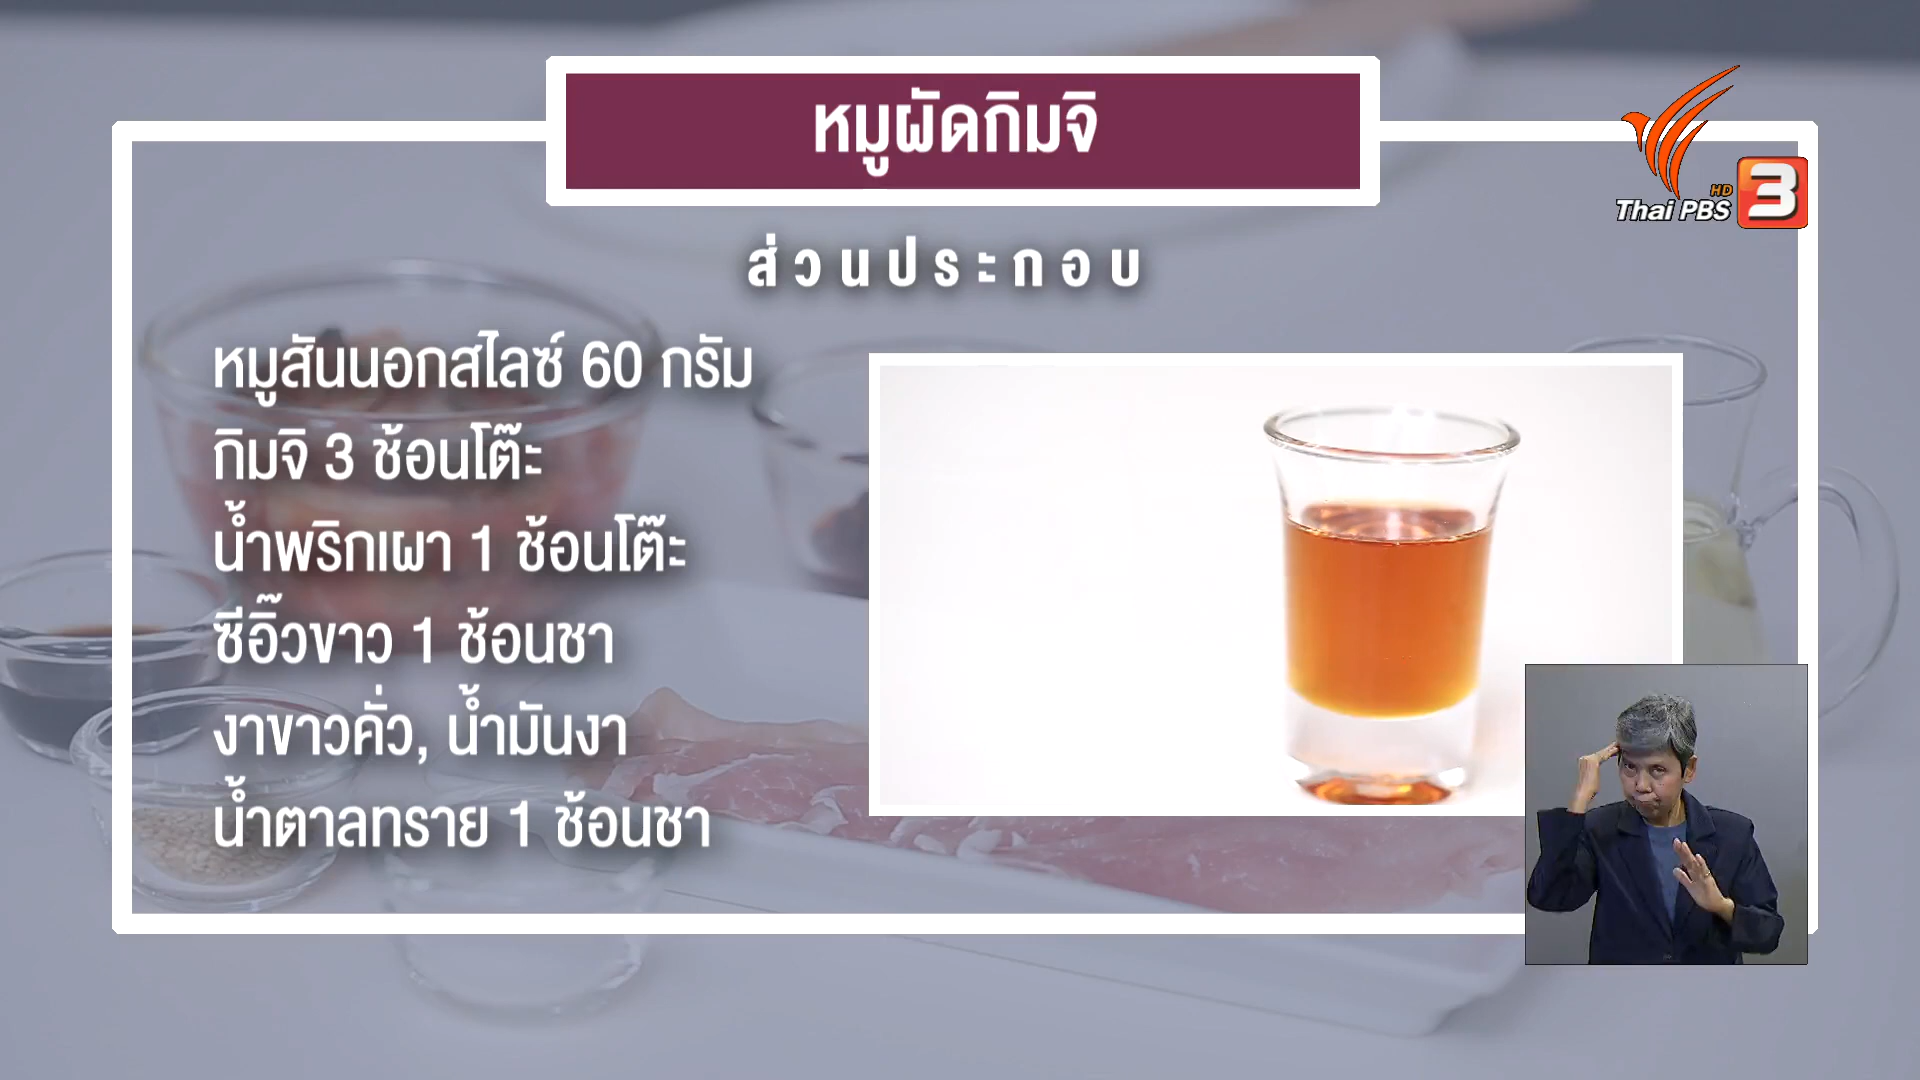 หมูผัดกิมจิ
HD
Thai PBS 3
ส่วนประกอบ
หมูสันนอกสไลซ์ 60 กรัม
กิมจิ 3 ช้อนโต๊ะ
น้ำพริกเผา 1 ช้อนโต๊ะ
ซีอิ๊วขาว 1 ช้อนชา
งาขาวคั่ว, น้ำมันงา
น้ำตาลทราย 1 ช้อนชา